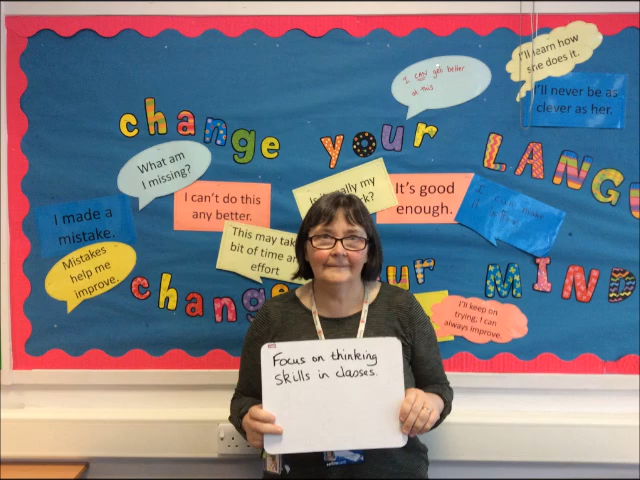 change your LANGU
I can get better
at this
I'll learn how
she does it.
I'll never be as
clever as her.
What am
I missing?
I can't do this
any better.
my
It's good
enough.
I made a
mistake.
Mistakes
help me
improve.
This may tak
bit of time an
effort
change ur MIND
I'll keep on
trying; I can
always improve
Focus on thinking
skills in classes.